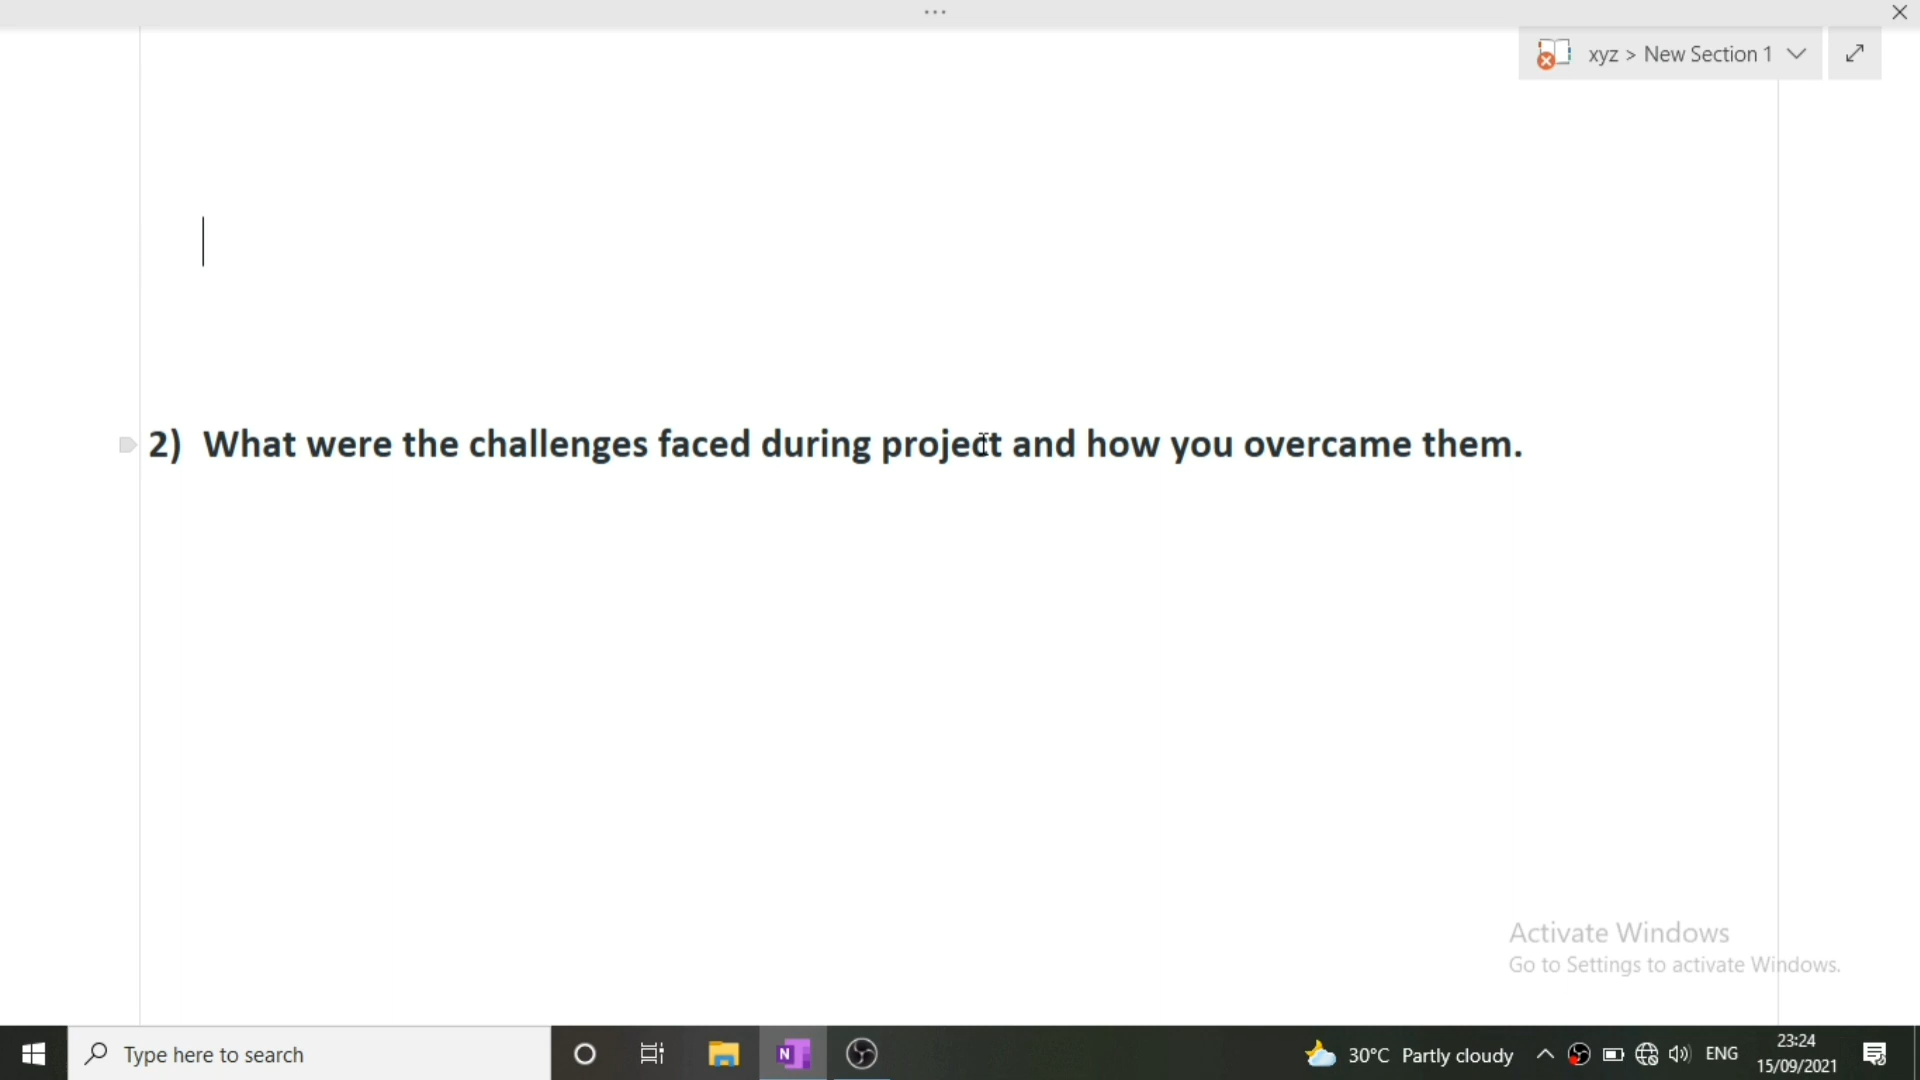 xyz > New Section 1
2) What were the challenges faced during project and how you overcame them.
Activate Windows
Go to Settings to activate Windows.
Type here to search
N
30°C Partly cloudy
ENG
23:24
15/09/2021